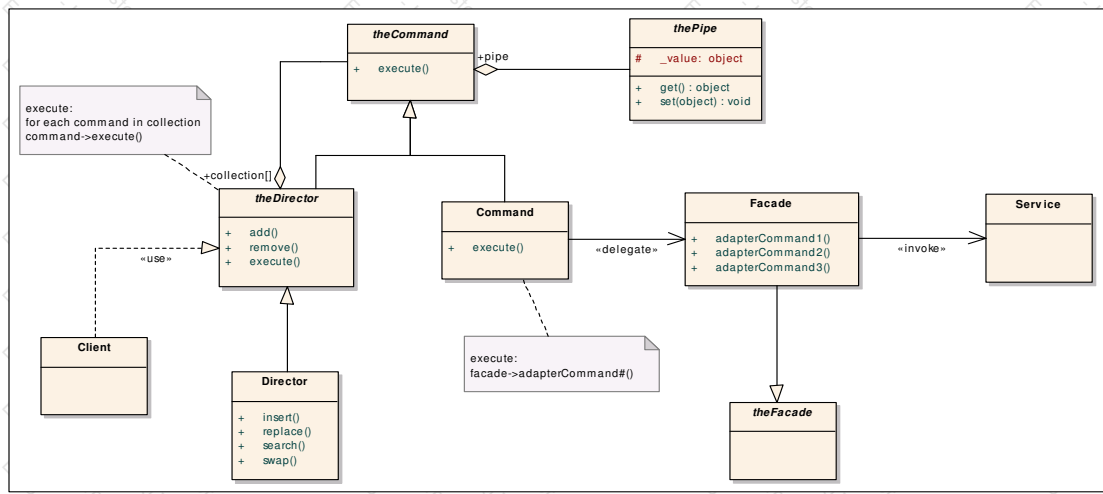 theCommand
+ execute()
thePipe
# _value: object
+ get() : object
+ set(object) : void
+pipe
execute:
for each command in collection
command->execute()
+collection[]
theDirector
+ add()
+ remove()
+ execute()
Command
+ execute()
«delegate»
Facade
+ adapterCommand1()
+ adapterCommand2()
+ adapterCommand3()
«invoke»
Service
«use»
Client
execute:
facade->adapterCommand#()
Director
+ insert()
+ replace()
+ search()
+ swap()
theFacade